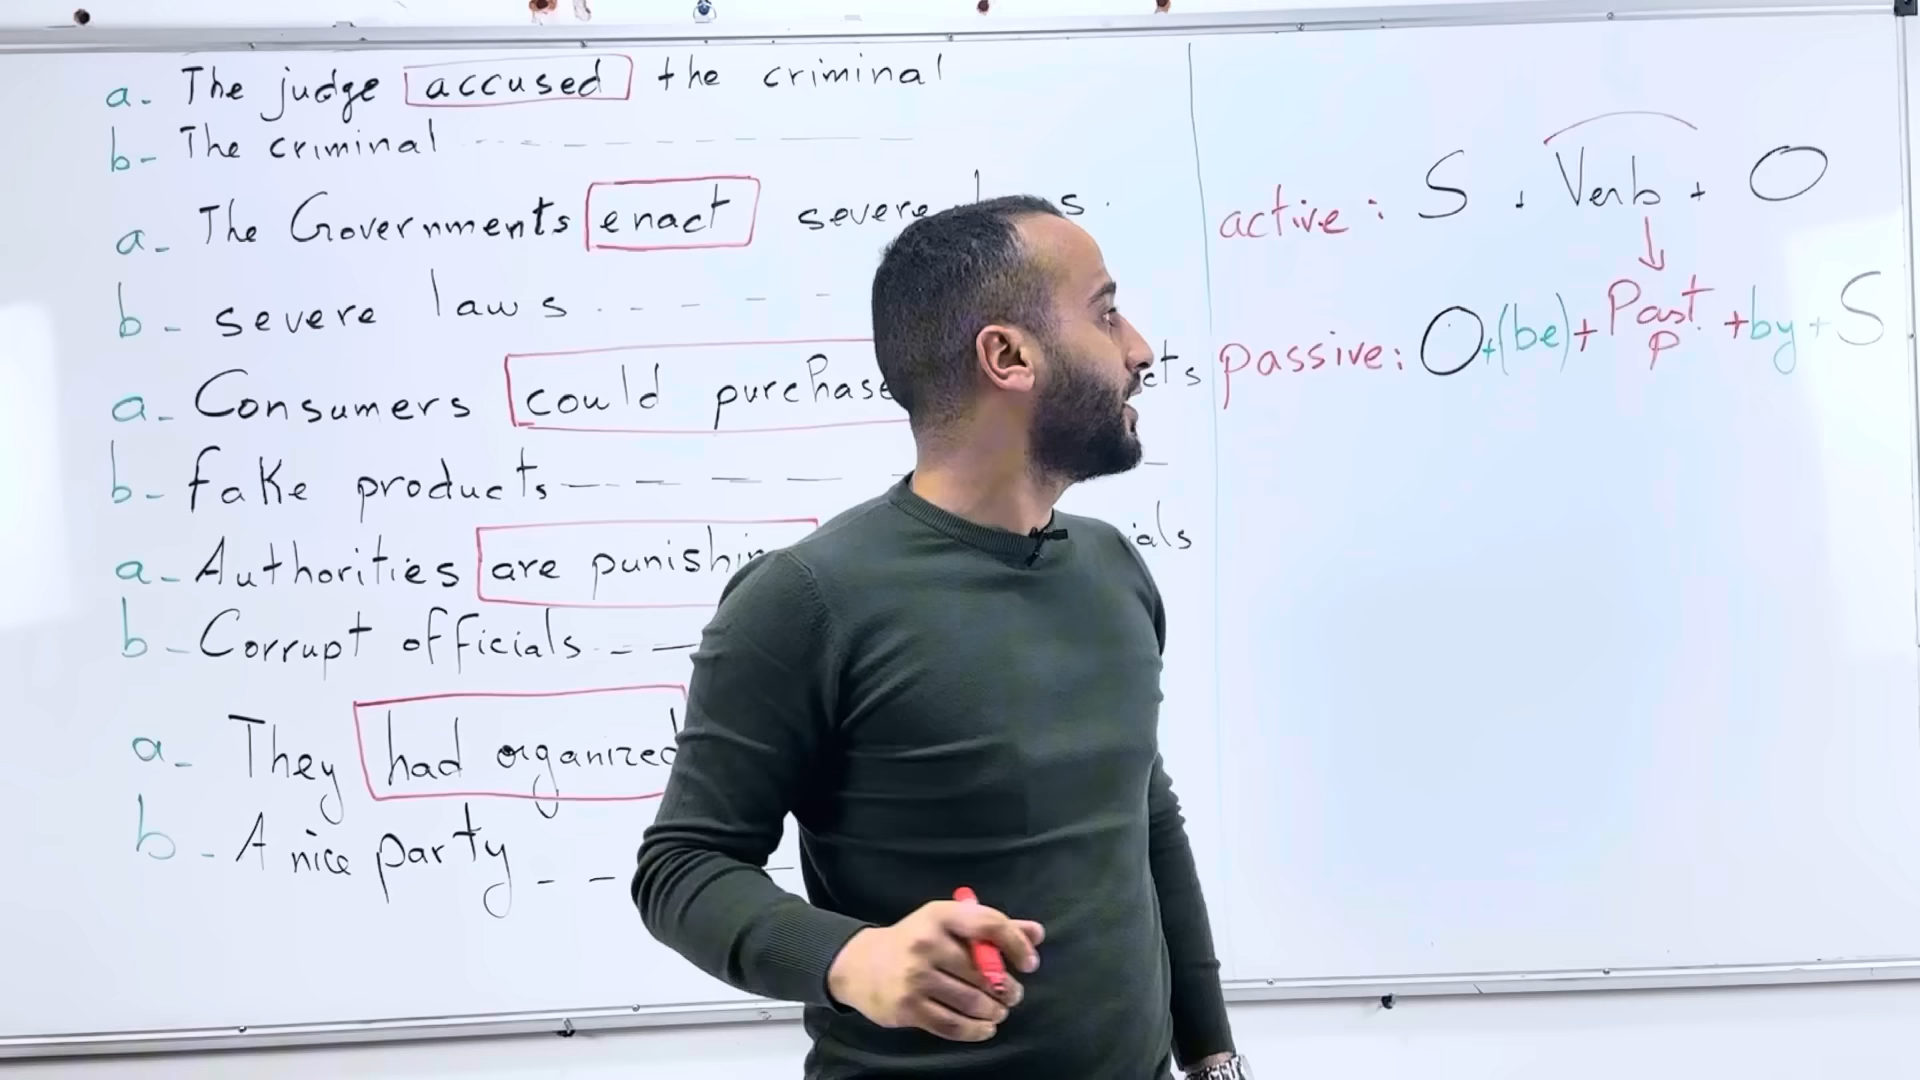 a- The judge accused the criminal
b- The criminal
a- The Governments enact severe
b- severe laws
a- Consumers could purchase
b- fake products
a- Authorities are
b- Corrupt officials
a- They had organized
b- A nice party
active: S + Verb + O
passive: O+(be)+ Past P +by+S